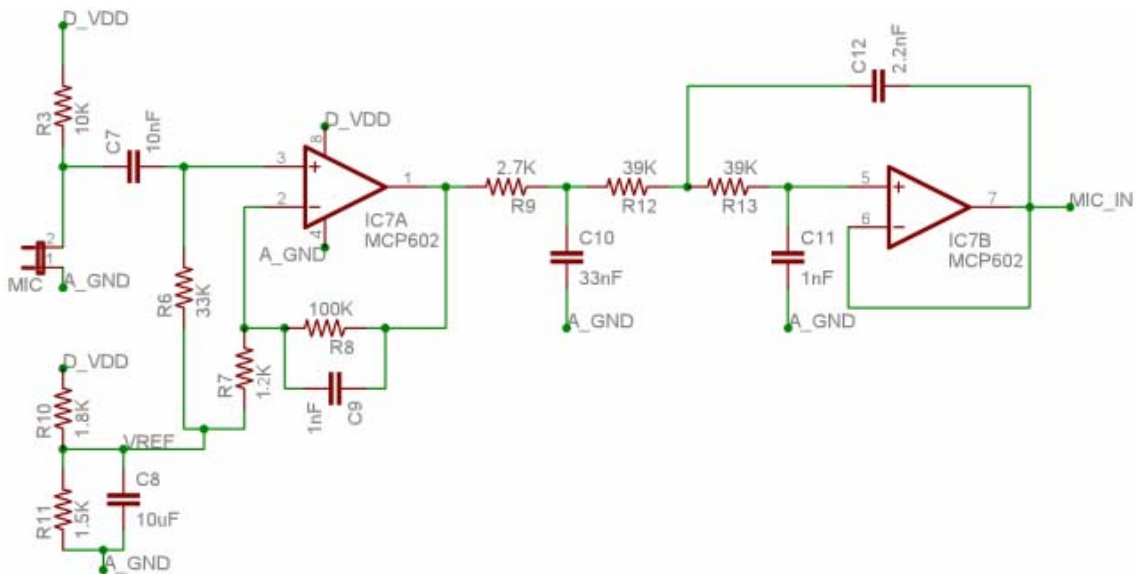 D_VDD
R3
10K
C7
10nF
D_VDD
8
3
2
1
4
IC7A
MCP602
A_GND
2
1
MIC
A_GND
R6
33K
100K
R8
R7
1.2K
1nF
C9
D_VDD
R10
1.8K
VREF
C8
10uF
R11
1.5K
A_GND
2.7K
R9
C10
33nF
A_GND
39K
R12
39K
R13
C11
1nF
A_GND
C12
2.2nF
5
6
7
IC7B
MCP602
MIC_IN